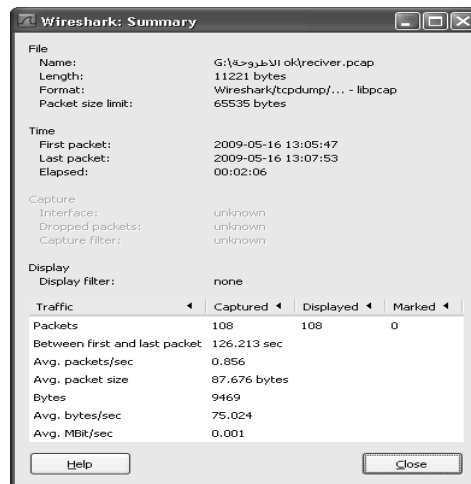 Wireshark: Summary
File
Name: G:\الاطروحة ok\reciver.pcap
Length: 11221 bytes
Format: Wireshark/tcpdump/... - libpcap
Packet size limit: 65535 bytes
Time
First packet: 2009-05-16 13:05:47
Last packet: 2009-05-16 13:07:53
Elapsed: 00:02:06
Capture
Interface: unknown
Dropped packets: unknown
Capture filter: unknown
Display
Display filter: none
Traffic Captured Displayed Marked
Packets 108 108 0
Between first and last packet 126.213 sec
Avg. packets/sec 0.856
Avg. packet size 87.676 bytes
Bytes 9469
Avg. bytes/sec 75.024
Avg. MBit/sec 0.001
Help Close